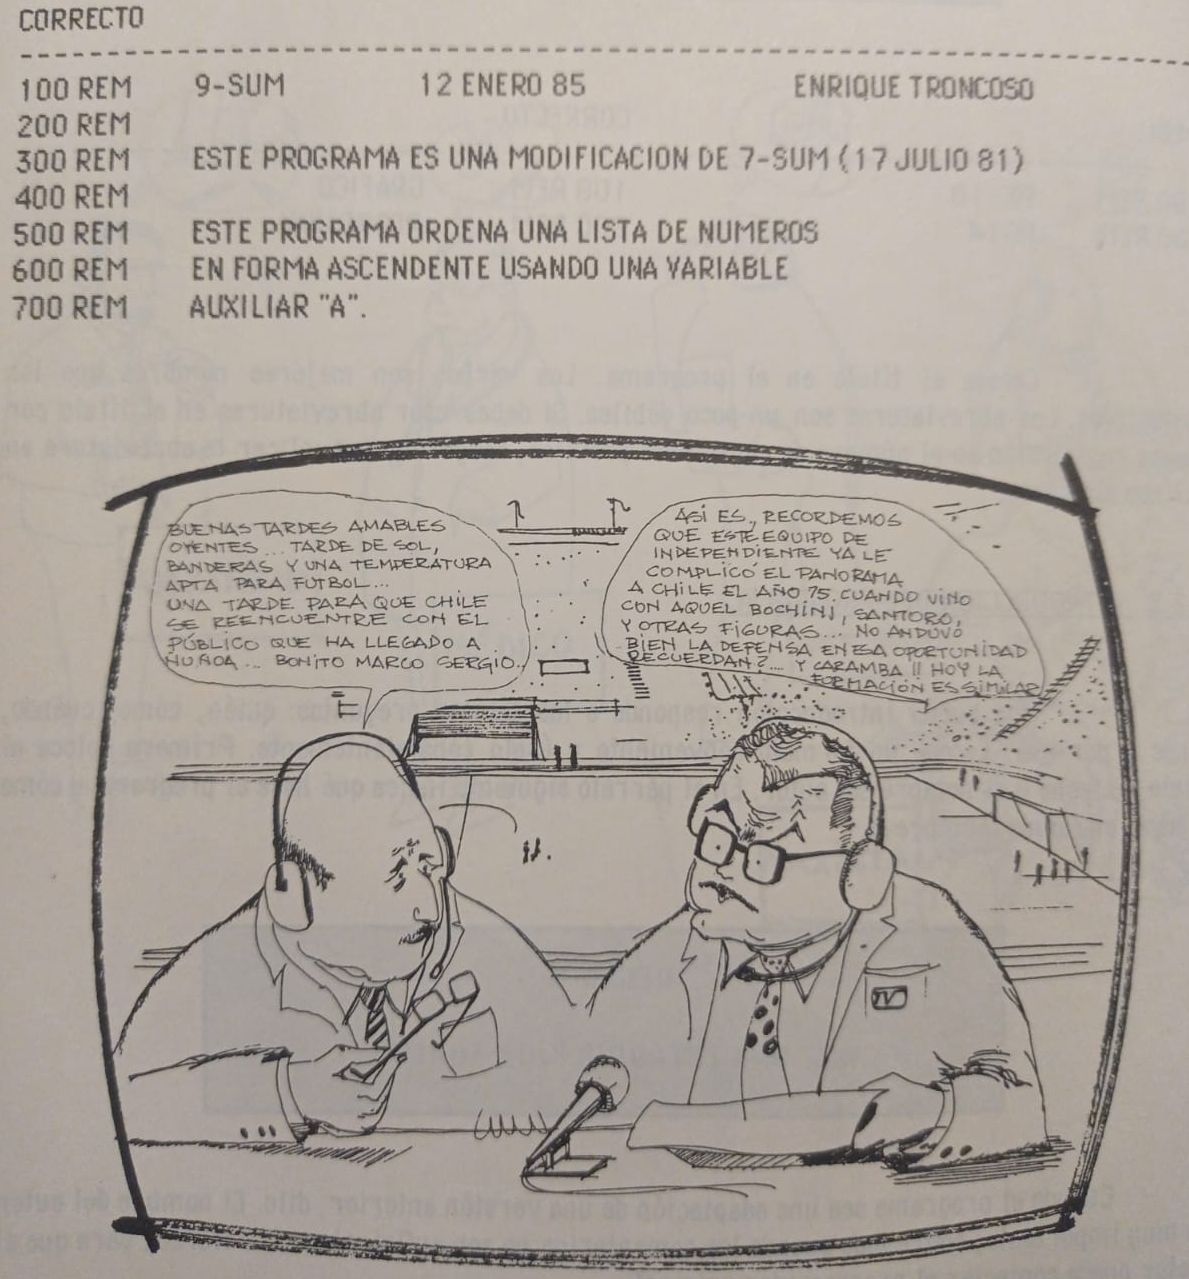 CORRECTO
100 REM 9-SUM 12 ENERO 85 ENRIQUE TRONCOSO
200 REM
300 REM ESTE PROGRAMA ES UNA MODIFICACION DE 7-SUM (17 JULIO 81)
400 REM
500 REM ESTE PROGRAMA ORDENA UNA LISTA DE NUMEROS
600 REM EN FORMA ASCENDENTE USANDO UNA VARIABLE
700 REM AUXILIAR "A".
BUENAS TARDES AMABLES
OYENTES... TARDE DE SOL,
BANDERAS Y UNA TEMPERATURA
APTA PARA FUTBOL...
UNA TARDE PARA QUE CHILE
SE REENCUENTRE CON EL
PÚBLICO QUE HA LLEGADO A
ÑUÑOA... BONITO MARCO SERGIO...
ASÍ ES, RECORDEMOS
QUE ESTE EQUIPO DE
INDEPENDIENTE YA LE
COMPLICÓ EL PANORAMA
A CHILE EL AÑO 75. CUANDO VINO
CON AQUEL BOCHINI, SANTORO,
Y OTRAS FIGURAS... NO ANDUVO
BIEN LA DEFENSA EN ESA OPORTUNIDAD
RECUERDAN?... Y CARAMBA!! HOY LA
FORMACIÓN ES SIMILAR
TV